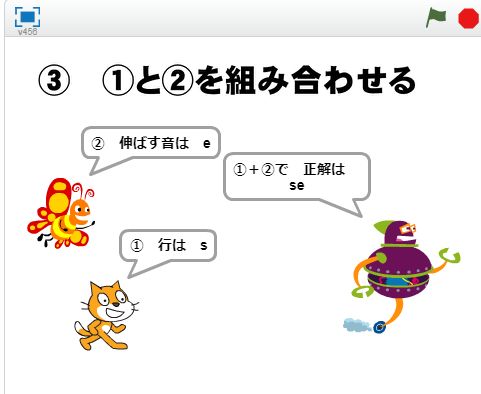 v456
③　①と②を組み合わせる
②　伸ばす音は　e
①＋②で　正解は
se
①　行は　s